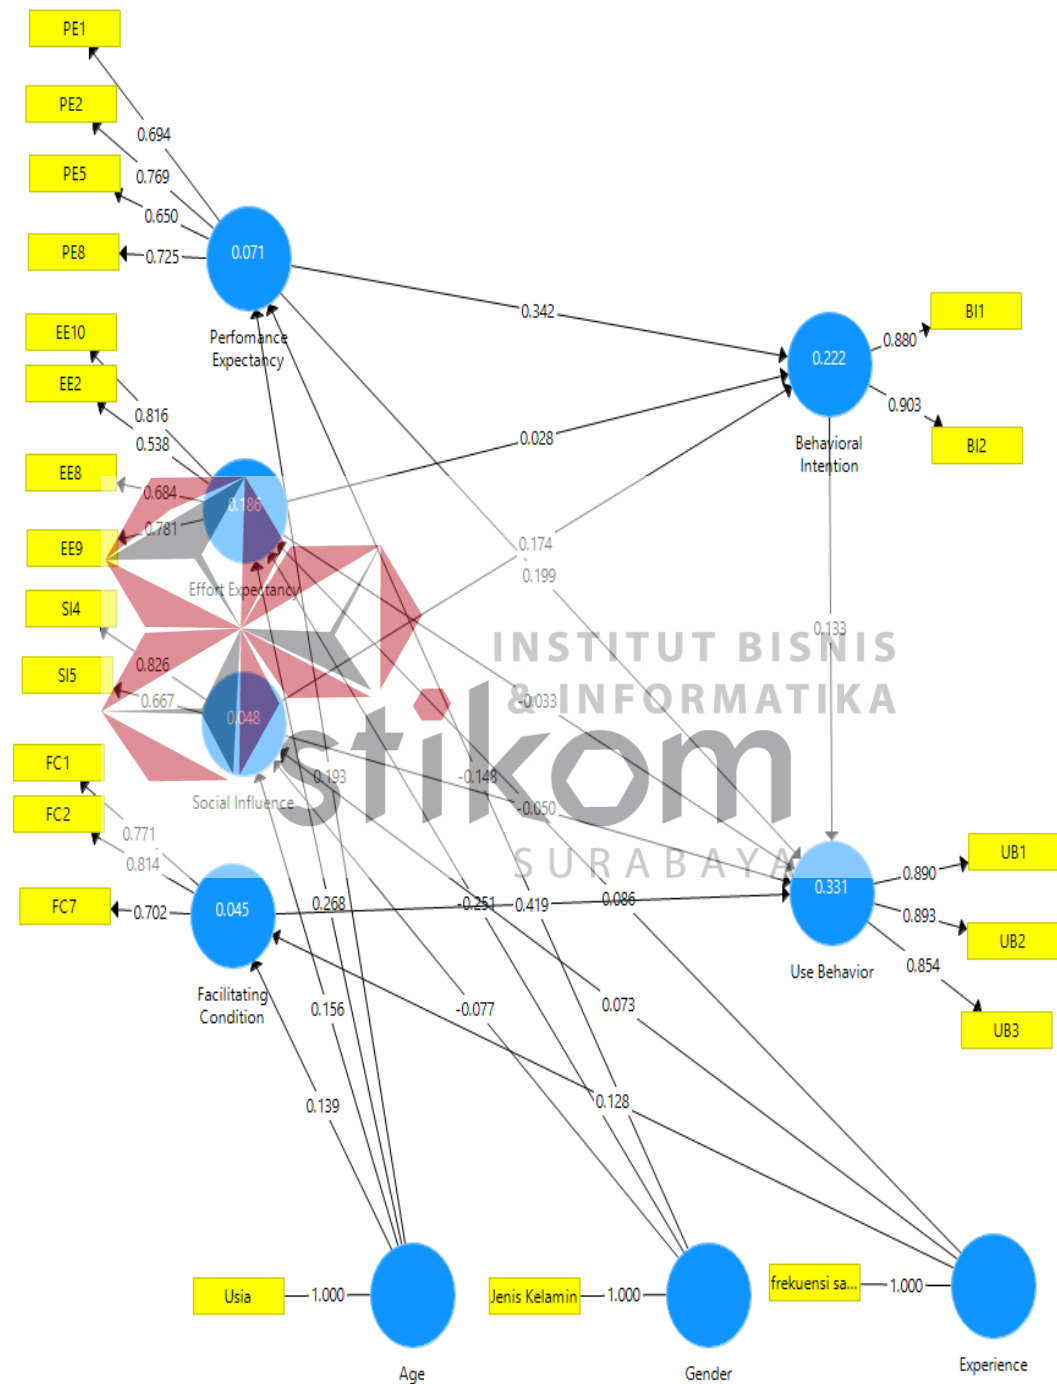 PE1
PE2
PE5
PE8
0.694
0.769
0.650
0.725
0.071
Perfomance
Expectancy
EE10
EE2
EE8
EE9
0.816
0.538
0.684
0.781
0.186
Effort Expectancy
SI4
SI5
0.826
0.667
0.048
Social Influence
FC1
FC2
FC7
0.771
0.814
0.702
0.045
Facilitating
Condition
0.342
0.028
0.174
0.199
0.133
-0.033
-0.050
0.193
-0.148
0.268
-0.251
0.419
0.086
0.156
-0.077
0.073
0.139
0.128
0.222
Behavioral
Intention
0.880
0.903
BI1
BI2
0.331
Use Behavior
0.890
0.893
0.854
UB1
UB2
UB3
INSTITUT BISNIS
& INFORMATIKA
stikom
SURABAYA
Usia
1.000
Age
Jenis Kelamin
1.000
Gender
frekuensi sa...
1.000
Experience